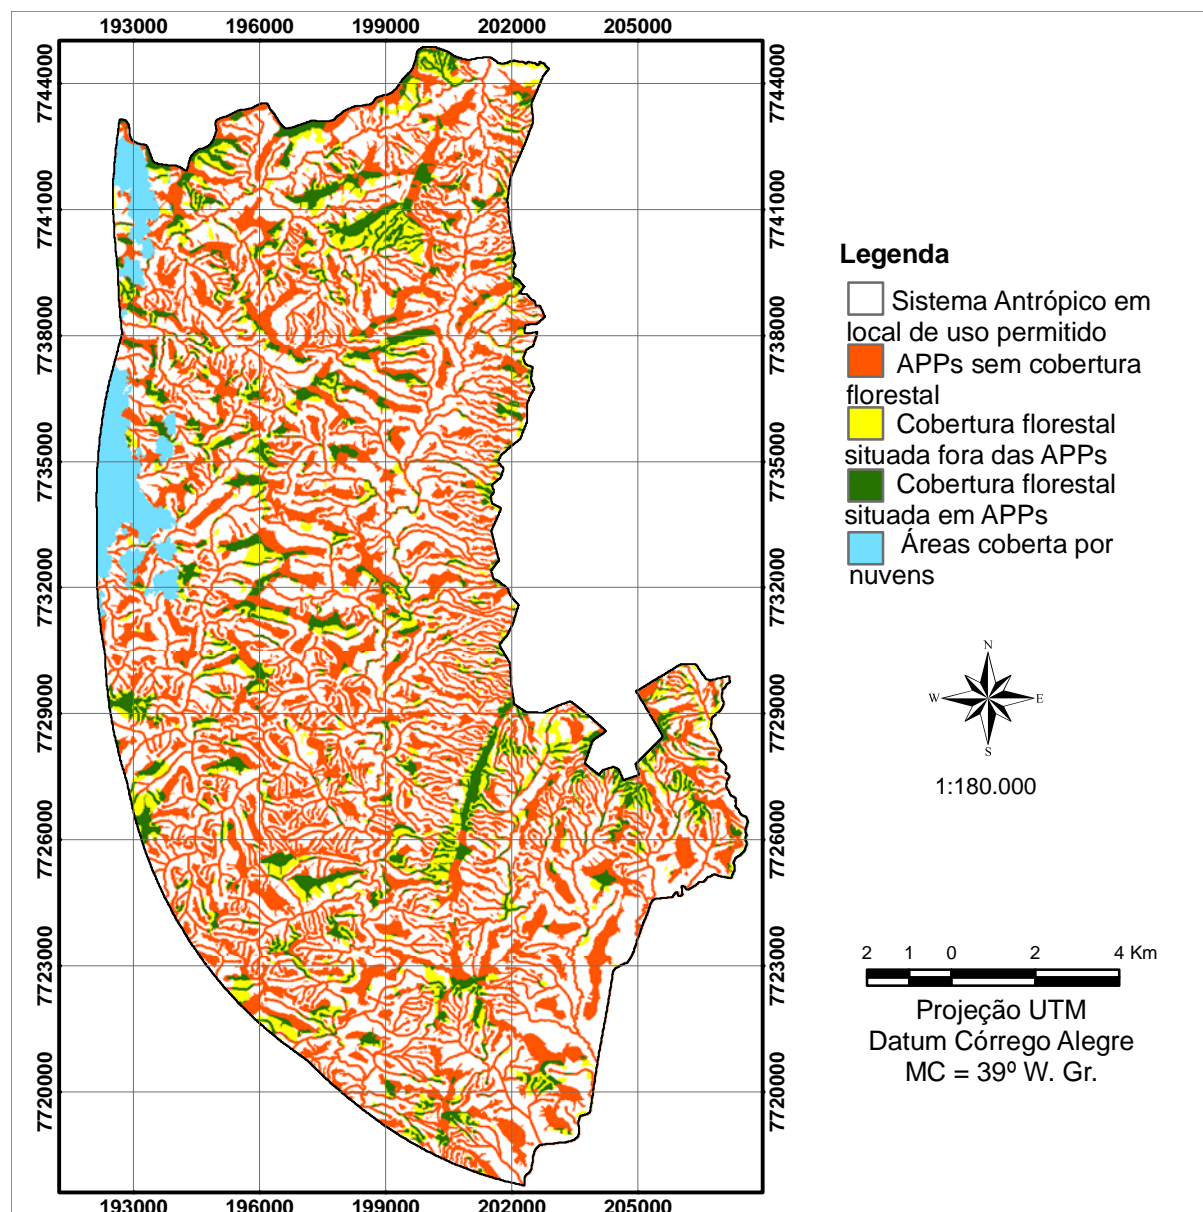 193000 196000 199000 202000 205000
7744000 7744000
7741000 7741000
7738000 7738000
7735000 7735000
7732000 7732000
7729000 7729000
7726000 7726000
7723000 7723000
7720000 7720000
193000 196000 199000 202000 205000
Legenda
Sistema Antrópico em
local de uso permitido
APPs sem cobertura
florestal
Cobertura florestal
situada fora das APPs
Cobertura florestal
situada em APPs
Áreas coberta por
nuvens
N
W E
S
1:180.000
2 1 0 2 4 Km
Projeção UTM
Datum Córrego Alegre
MC = 39º W. Gr.